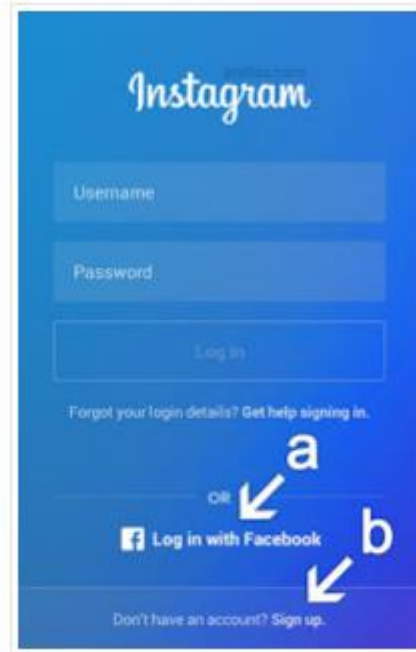 Instagram
Username
Password
Log In
Forgot your login details? Get help signing in.
a
OR
Log in with Facebook
b
Don't have an account? Sign up.